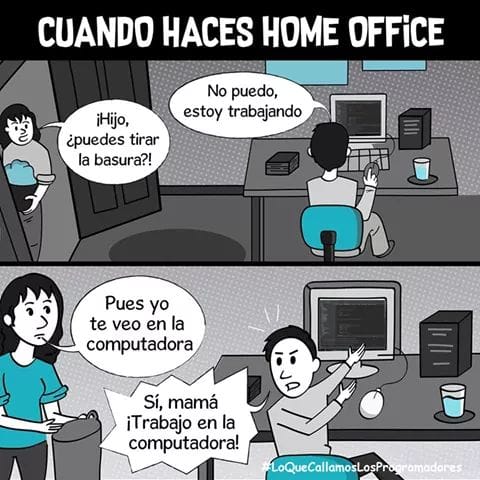 CUANDO HACES HOME OFFiCE
¡Hijo,
¿puedes tirar
la basura?!
No puedo,
estoy trabajando
Pues yo
te veo en la
computadora
Sí, mamá
¡Trabajo en la
computadora!
#LoQueCallamosLosProgramadores